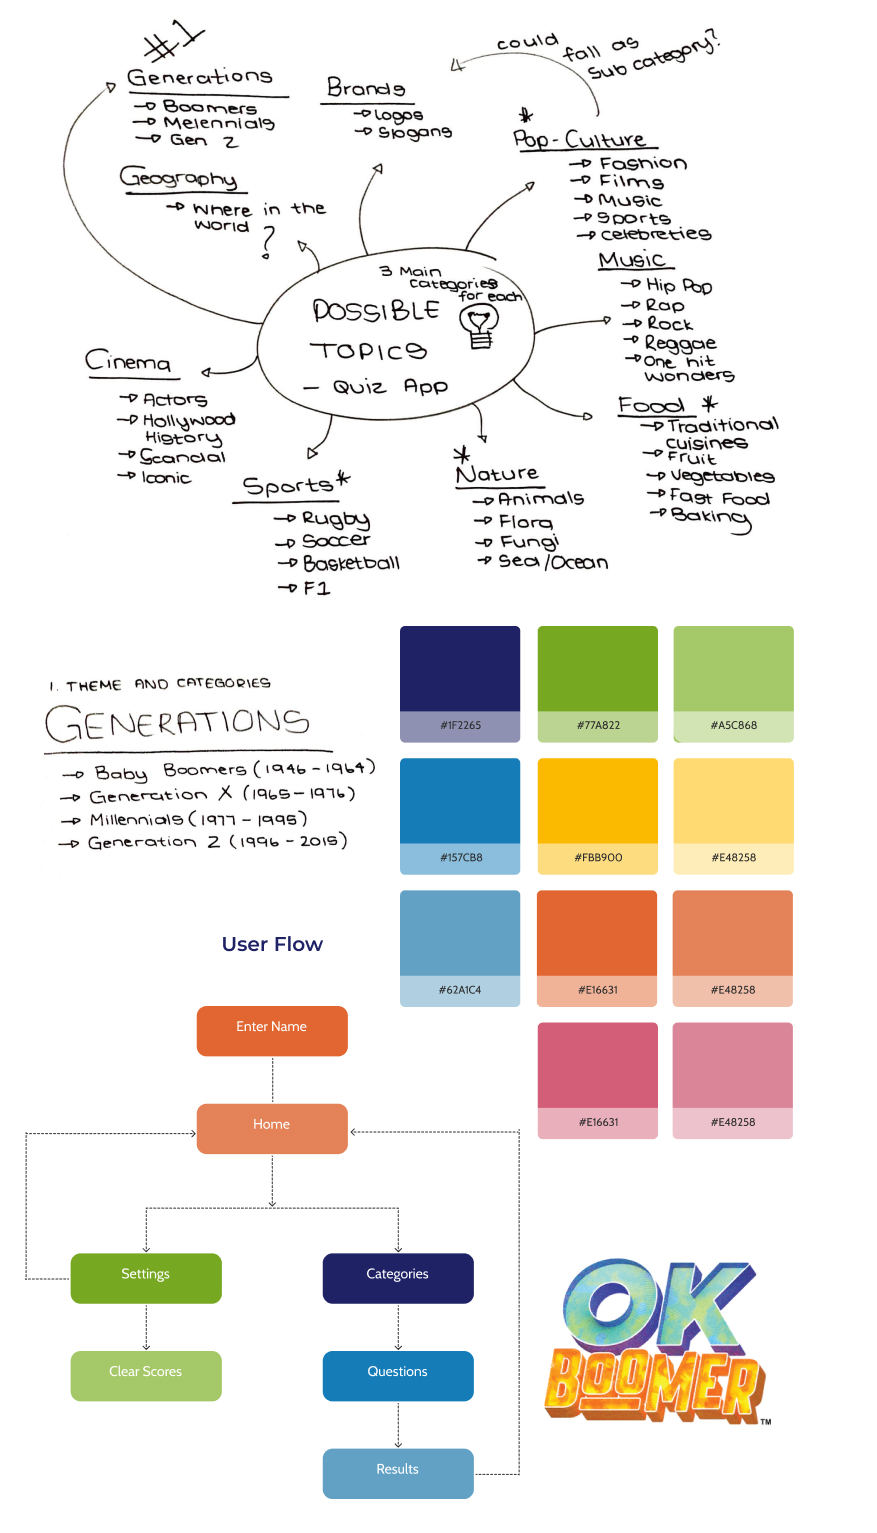 #1
could
fall as
sub category?
Generations
Boomers
Melennials
Gen Z
Brands
Logos
Slogans
*
Pop-Culture
Fashion
Films
Music
Sports
celebreties
Geography
where in the
world
?
3 Main
categories
for each
POSSIBLE
TOPICS
- Quiz App
Music
Hip Pop
Rap
Rock
Reggae
One hit
wonders
Cinema
Actors
Hollywood
History
Scandal
Iconic
Food *
Traditional
cuisines
Fruit
Vegetables
Fast Food
Baking
Sports*
Rugby
Soccer
Basketball
F1
*
Nature
Animals
Flora
Fungi
Sea/Ocean
1. THEME AND CATEGORIES
GENERATIONS
Baby Boomers (1946 - 1964)
Generation X (1965 - 1976)
Millennials (1977 - 1995)
Generation Z (1996 - 2015)
#1F2265
#77A822
#A5C868
#157CB8
#FBB900
#E48258
#62A1C4
#E16631
#E48258
#E16631
#E48258
User Flow
Enter Name
Home
Settings
Categories
Clear Scores
Questions
Results
OK
BOOMER
TM